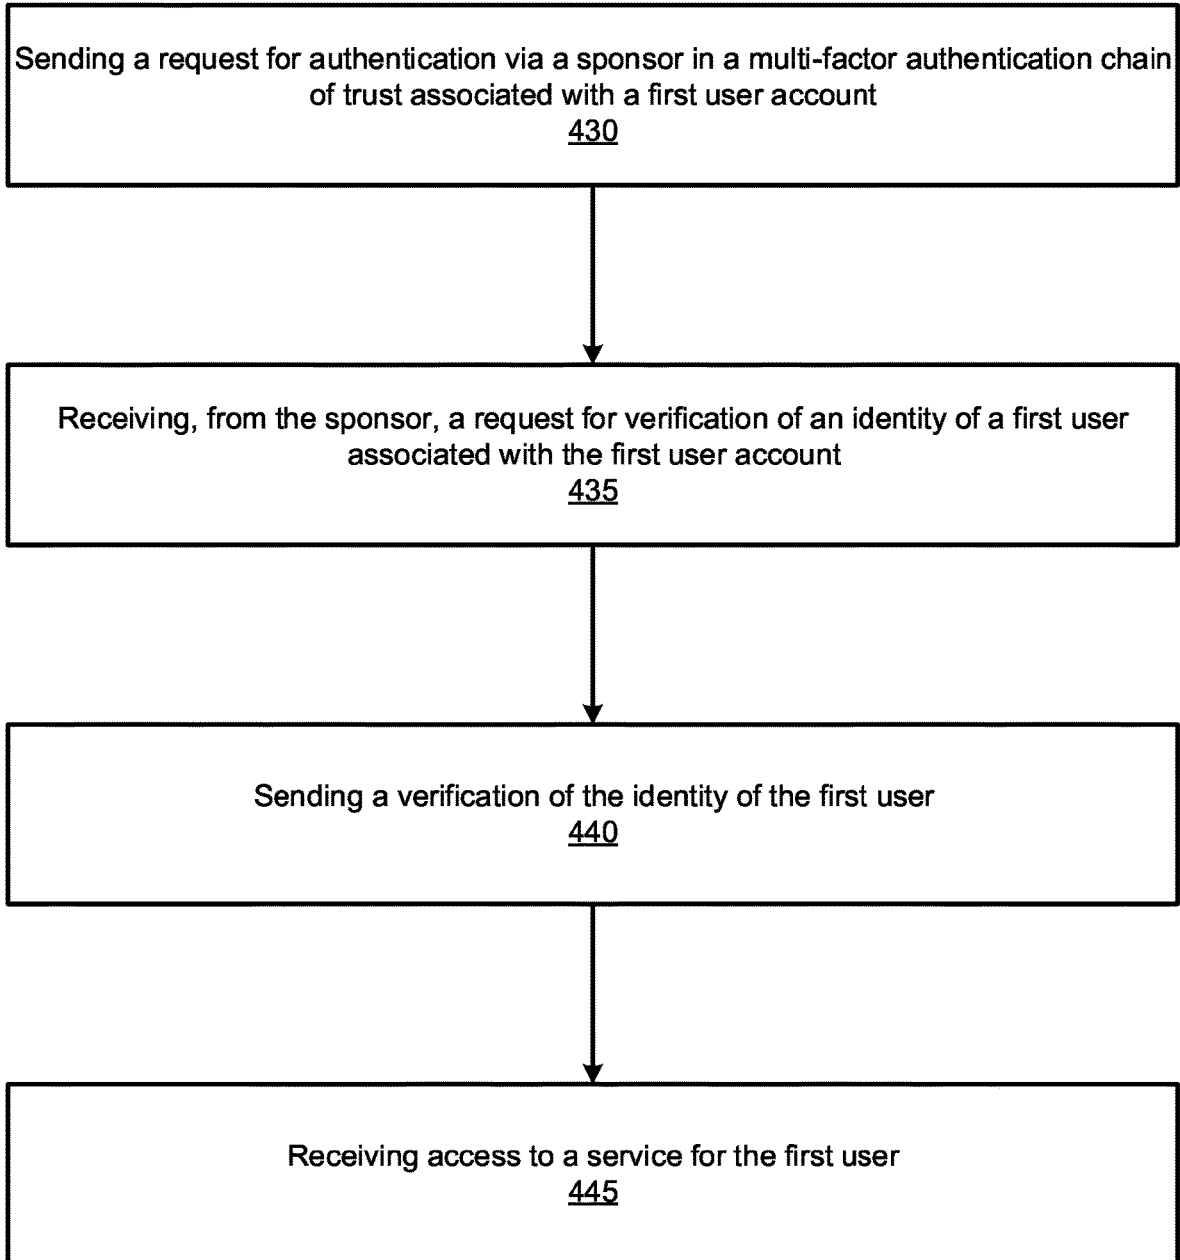 Sending a request for authentication via a sponsor in a multi-factor authentication chain
of trust associated with a first user account
430
Receiving, from the sponsor, a request for verification of an identity of a first user
associated with the first user account
435
Sending a verification of the identity of the first user
440
Receiving access to a service for the first user
445